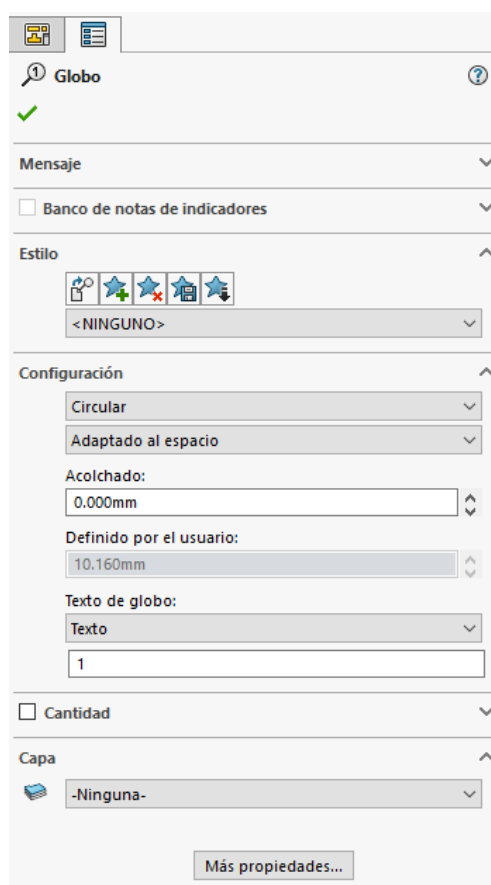 1 Globo
?
Mensaje
Banco de notas de indicadores
Estilo
<NINGUNO>
Configuración
Circular
Adaptado al espacio
Acolchado:
0.000mm
Definido por el usuario:
10.160mm
Texto de globo:
Texto
1
Cantidad
Capa
-Ninguna-
Más propiedades...